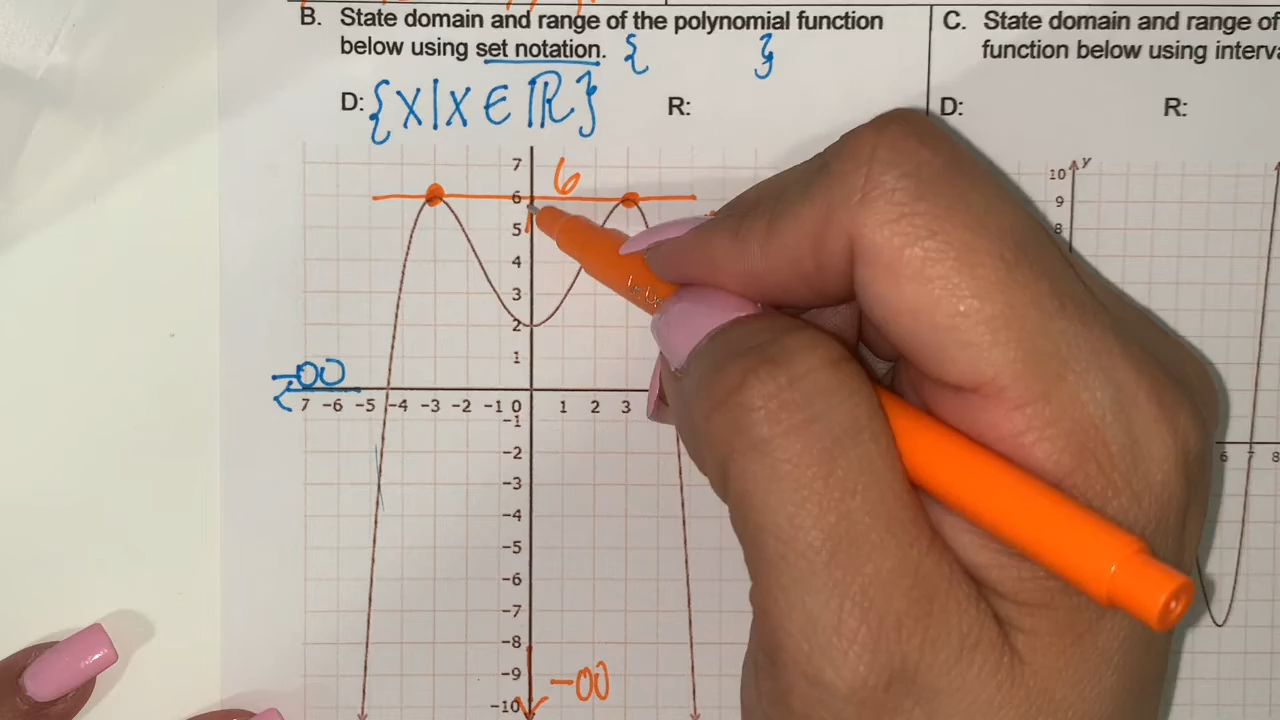 B. State domain and range of the polynomial function
below using set notation. { }
D: {X|X ∈ ℝ} R:
C. State domain and range of
function below using interva
D: R:
7
6 6
5
4
3
2
1
-∞
7 -6 -5 -4 -3 -2 -1 0 1 2 3
-1
-2
-3
-4
-5
-6
-7
-8
-9 -∞
-10
10 y
9
8
6 7 8